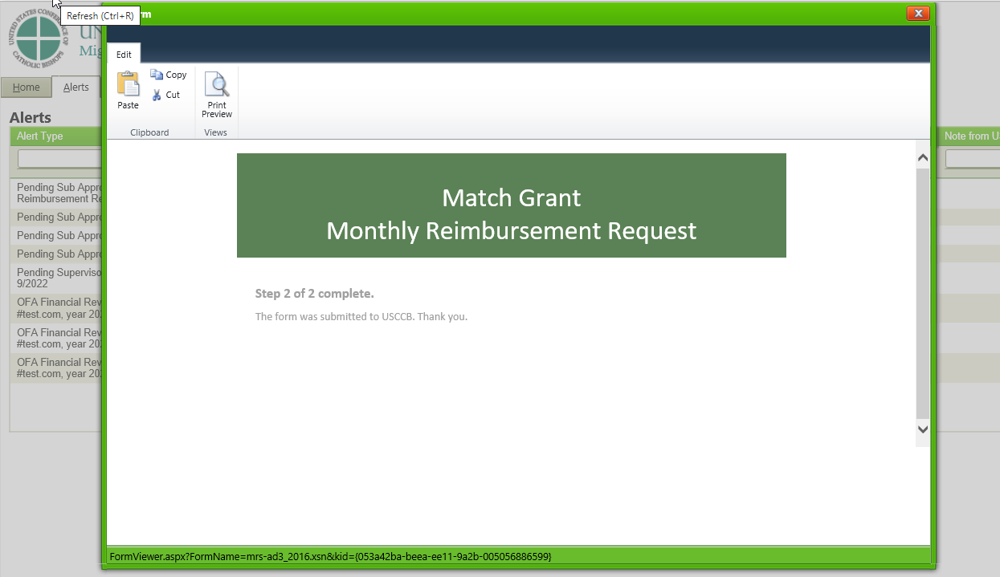 Refresh (Ctrl+R)
rm
UNITED STATES CONFERENCE OF
CATHOLIC BISHOPS
UN
Mig
Edit
Home
Alerts
Paste
Copy
Cut
Print
Preview
Clipboard
Views
Alerts
Alert Type
Note from U
Match Grant
Monthly Reimbursement Request
Pending Sub Appro
Reimbursement Re
Pending Sub Appro
Pending Sub Appro
Pending Sub Appro
Pending Superviso
9/2022
OFA Financial Rev
#test.com, year 202
OFA Financial Rev
#test.com, year 202
OFA Financial Rev
#test.com, year 202
Step 2 of 2 complete.
The form was submitted to USCCB. Thank you.
FormViewer.aspx?FormName=mrs-ad3_2016.xsn&kid={053a42ba-beea-ee11-9a2b-005056886599}